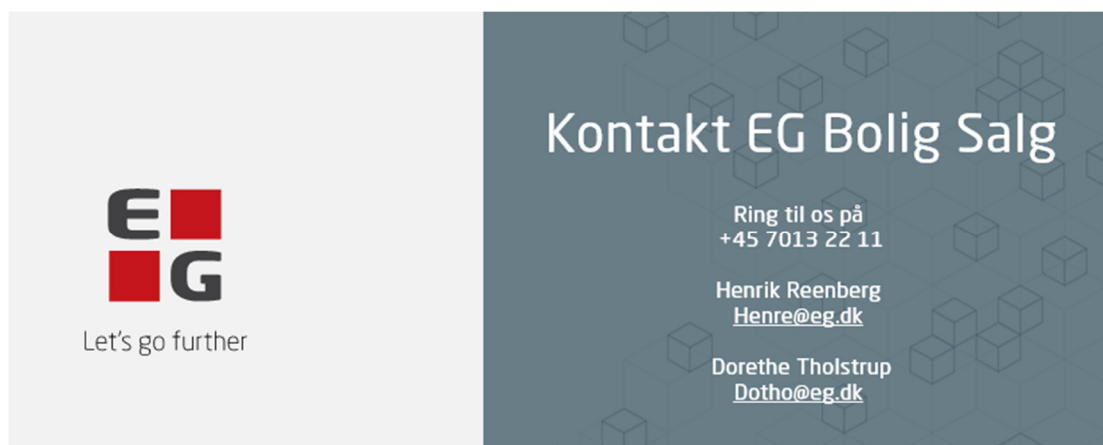 EG
Let's go further
Kontakt EG Bolig Salg
Ring til os på
+45 7013 22 11
Henrik Reenberg
Henre@eg.dk
Dorethe Tholstrup
Dotho@eg.dk